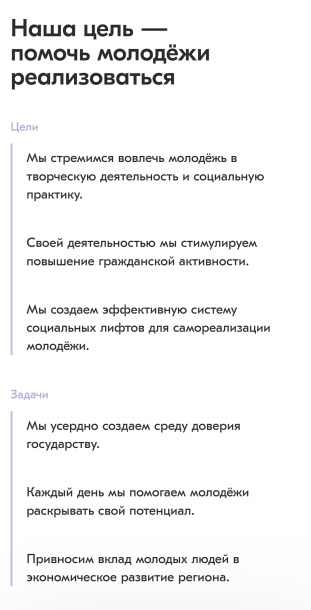 Наша цель —
помочь молодёжи
реализоваться
Цели
Мы стремимся вовлечь молодёжь в
творческую деятельность и социальную
практику.
Своей деятельностью мы стимулируем
повышение гражданской активности.
Мы создаем эффективную систему
социальных лифтов для самореализации
молодёжи.
Задачи
Мы усердно создаем среду доверия
государству.
Каждый день мы помогаем молодёжи
раскрывать свой потенциал.
Привносим вклад молодых людей в
экономическое развитие региона.